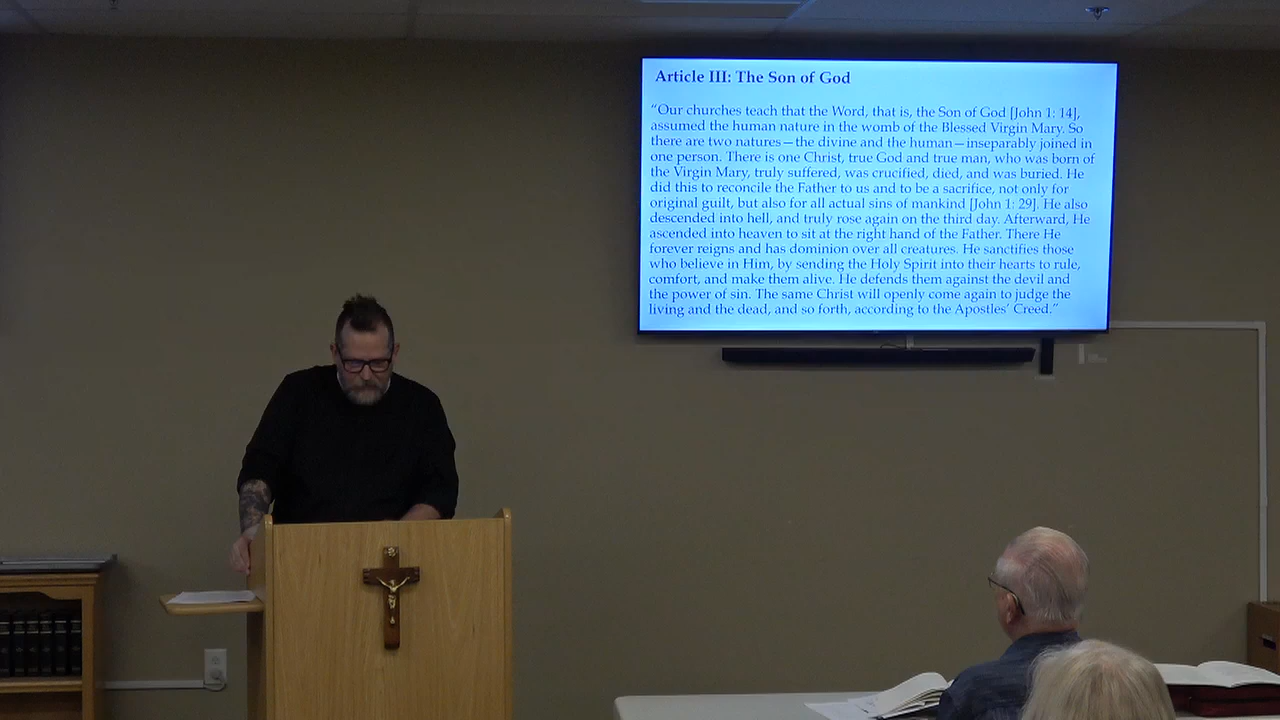 Article III: The Son of God
“Our churches teach that the Word, that is, the Son of God [John 1: 14],
assumed the human nature in the womb of the Blessed Virgin Mary. So
there are two natures—the divine and the human—inseparably joined in
one person. There is one Christ, true God and true man, who was born of
the Virgin Mary, truly suffered, was crucified, died, and was buried. He
did this to reconcile the Father to us and to be a sacrifice, not only for
original guilt, but also for all actual sins of mankind [John 1: 29]. He also
descended into hell, and truly rose again on the third day. Afterward, He
ascended into heaven to sit at the right hand of the Father. There He
forever reigns and has dominion over all creatures. He sanctifies those
who believe in Him, by sending the Holy Spirit into their hearts to rule,
comfort, and make them alive. He defends them against the devil and
the power of sin. The same Christ will openly come again to judge the
living and the dead, and so forth, according to the Apostles’ Creed.”